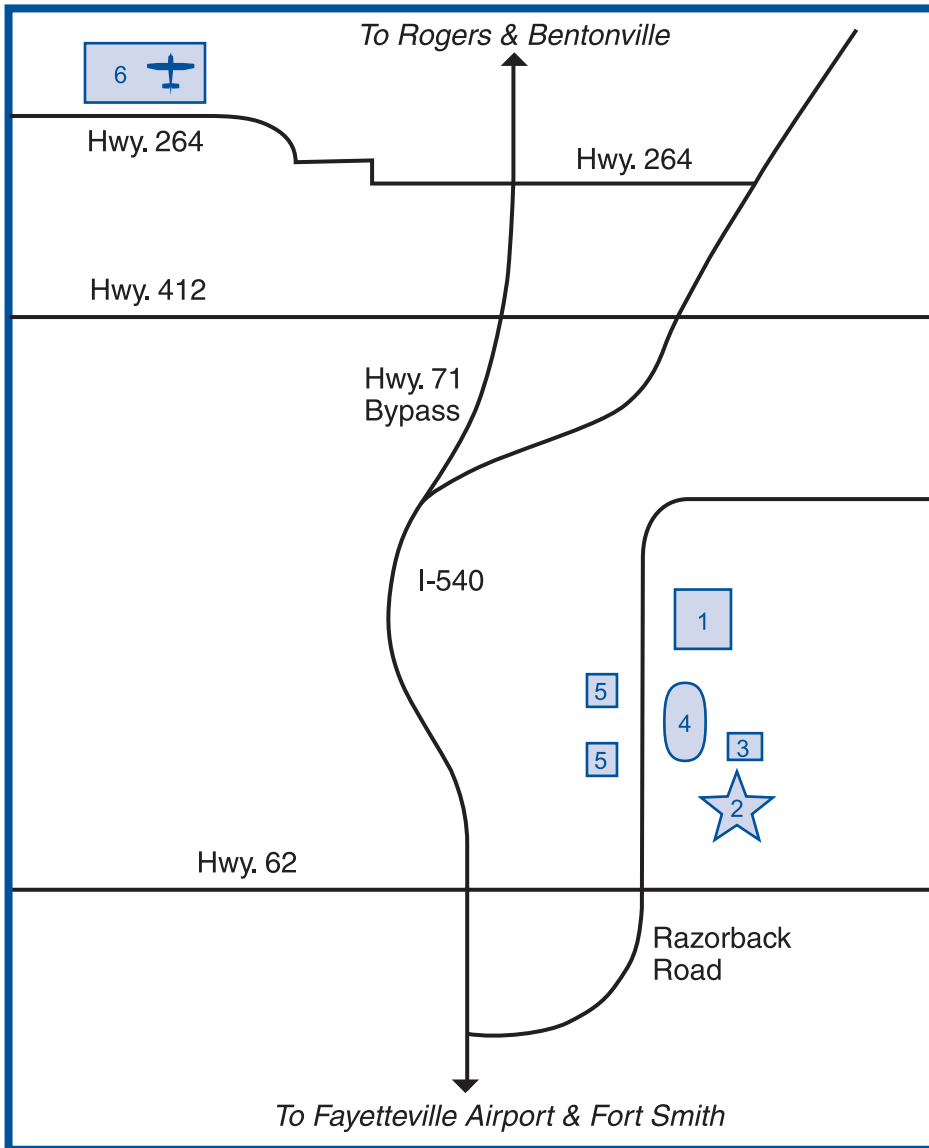 To Rogers & Bentonville
6
Hwy. 264
Hwy. 264
Hwy. 412
Hwy. 71
Bypass
I-540
1
5
4
3
5
2
Hwy. 62
Razorback
Road
To Fayetteville Airport & Fort Smith